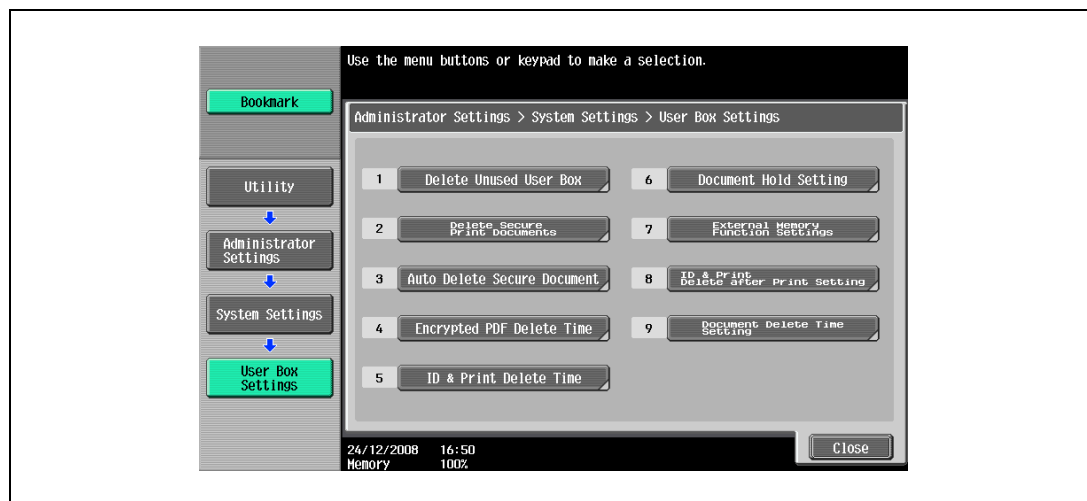 Use the menu buttons or keypad to make a selection.
Bookmark
Administrator Settings > System Settings > User Box Settings
Utility
Administrator
Settings
System Settings
User Box
Settings
1 Delete Unused User Box
2 Delete Secure
Print Documents
3 Auto Delete Secure Document
4 Encrypted PDF Delete Time
5 ID & Print Delete Time
6 Document Hold Setting
7 External Memory
Function Settings
8 ID & Print
Delete after Print Setting
9 Document Delete Time
Setting
24/12/2008 16:50
Memory 100%
Close